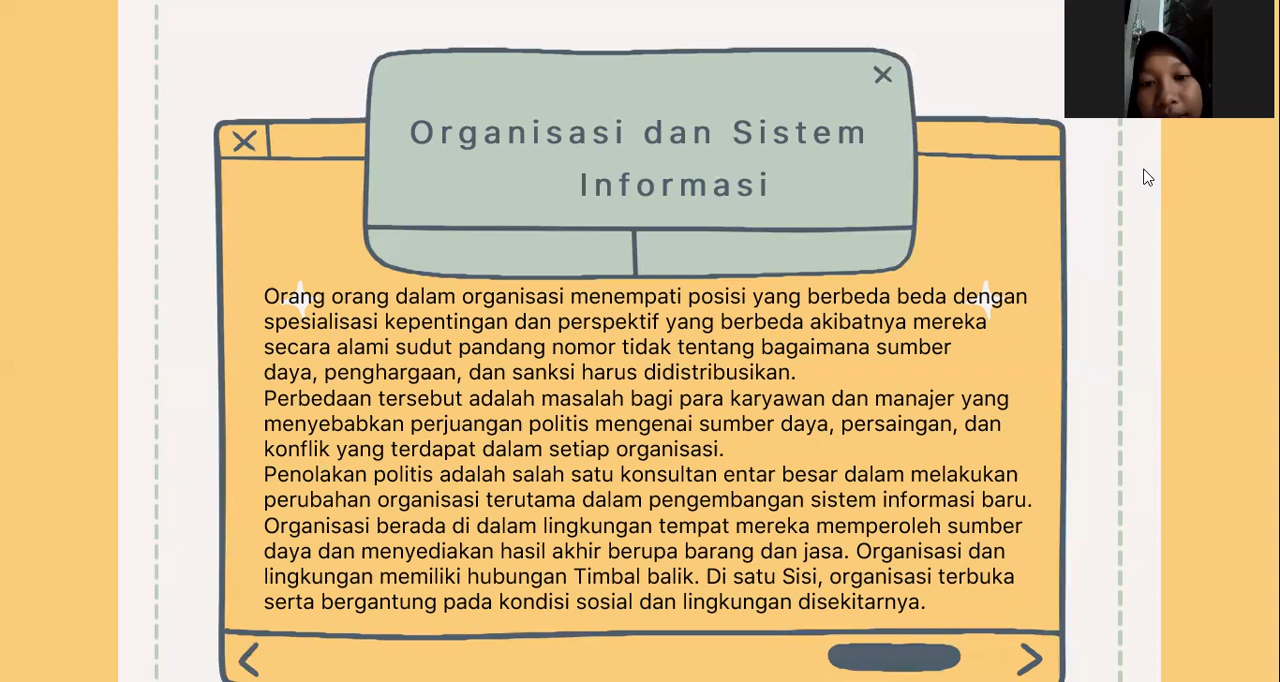 Organisasi dan Sistem
Informasi
Orang orang dalam organisasi menempati posisi yang berbeda beda dengan
spesialisasi kepentingan dan perspektif yang berbeda akibatnya mereka
secara alami sudut pandang nomor tidak tentang bagaimana sumber
daya, penghargaan, dan sanksi harus didistribusikan.
Perbedaan tersebut adalah masalah bagi para karyawan dan manajer yang
menyebabkan perjuangan politis mengenai sumber daya, persaingan, dan
konflik yang terdapat dalam setiap organisasi.
Penolakan politis adalah salah satu konsultan entar besar dalam melakukan
perubahan organisasi terutama dalam pengembangan sistem informasi baru.
Organisasi berada di dalam lingkungan tempat mereka memperoleh sumber
daya dan menyediakan hasil akhir berupa barang dan jasa. Organisasi dan
lingkungan memiliki hubungan Timbal balik. Di satu Sisi, organisasi terbuka
serta bergantung pada kondisi sosial dan lingkungan disekitarnya.